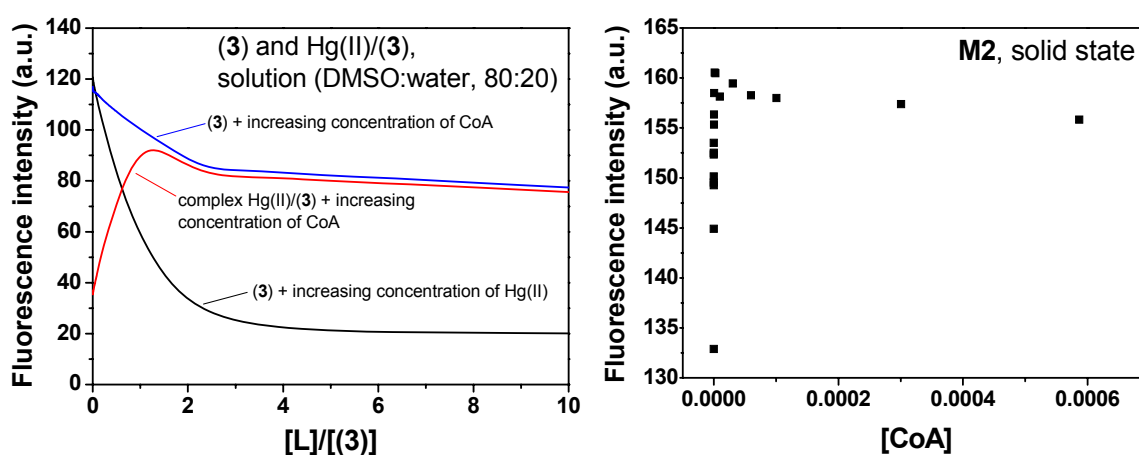 (3) and Hg(II)/(3),
solution (DMSO:water, 80:20)
(3) + increasing concentration of CoA
complex Hg(II)/(3) + increasing
concentration of CoA
(3) + increasing concentration of Hg(II)
Fluorescence intensity (a.u.)
140
120
100
80
60
40
20
0
0 2 4 6 8 10
[L]/[(3)]
M2, solid state
Fluorescence intensity (a.u.)
165
160
155
150
145
140
135
130
0.0000 0.0002 0.0004 0.0006
[CoA]